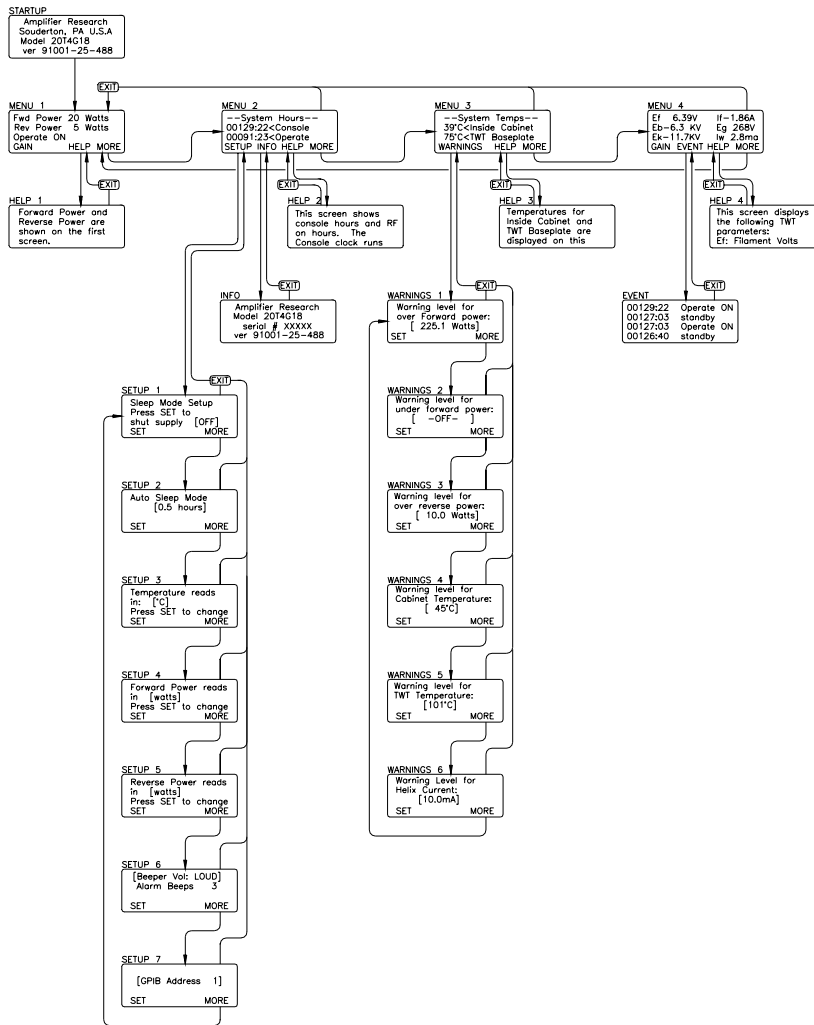 STARTUP
Amplifier Research
Souderton, PA U.S.A
Model 20T4G18
ver 91001-25-488
EXIT
MENU 1
Fwd Power 20 Watts
Rev Power 5 Watts
Operate ON
GAIN HELP MORE
MENU 2
--System Hours--
00129:22<Console
00091:23<Operate
SETUP INFO HELP MORE
MENU 3
--System Temps--
39°C<Inside Cabinet
75°C<TWT Baseplate
WARNINGS HELP MORE
MENU 4
Ef 6.39V If-1.86A
Eb-6.3 KV Eg 268V
Ek-11.7KV Iw 2.8ma
GAIN EVENT HELP MORE
EXIT
EXIT
EXIT
EXIT
HELP 1
Forward Power and
Reverse Power are
shown on the first
screen.
HELP 2
This screen shows
console hours and RF
on hours. The
Console clock runs
HELP 3
Temperatures for
Inside Cabinet and
TWT Baseplate are
displayed on this
HELP 4
This screen displays
the following TWT
parameters:
Ef: Filament Volts
EXIT
INFO
Amplifier Research
Model 20T4G18
serial # XXXXX
ver 91001-25-488
EXIT
WARNINGS 1
Warning level for
over Forward power:
[ 225.1 Watts]
SET MORE
EXIT
EVENT
00129:22 Operate ON
00127:03 standby
00127:03 Operate ON
00126:40 standby
EXIT
SETUP 1
Sleep Mode Setup
Press SET to
shut supply [OFF]
SET MORE
WARNINGS 2
Warning level for
under forward power:
[ -OFF- ]
SET MORE
SETUP 2
Auto Sleep Mode
[0.5 hours]
SET MORE
WARNINGS 3
Warning level for
over reverse power:
[ 10.0 Watts]
SET MORE
SETUP 3
Temperature reads
in: [°C]
Press SET to change
SET MORE
WARNINGS 4
Warning level for
Cabinet Temperature:
[ 45°C]
SET MORE
SETUP 4
Forward Power reads
in [watts]
Press SET to change
SET MORE
WARNINGS 5
Warning level for
TWT Temperature:
[101°C]
SET MORE
SETUP 5
Reverse Power reads
in [watts]
Press SET to change
SET MORE
WARNINGS 6
Warning Level for
Helix Current:
[10.0mA]
SET MORE
SETUP 6
[Beeper Vol: LOUD]
Alarm Beeps 3
SET MORE
SETUP 7
[GPIB Address 1]
SET MORE